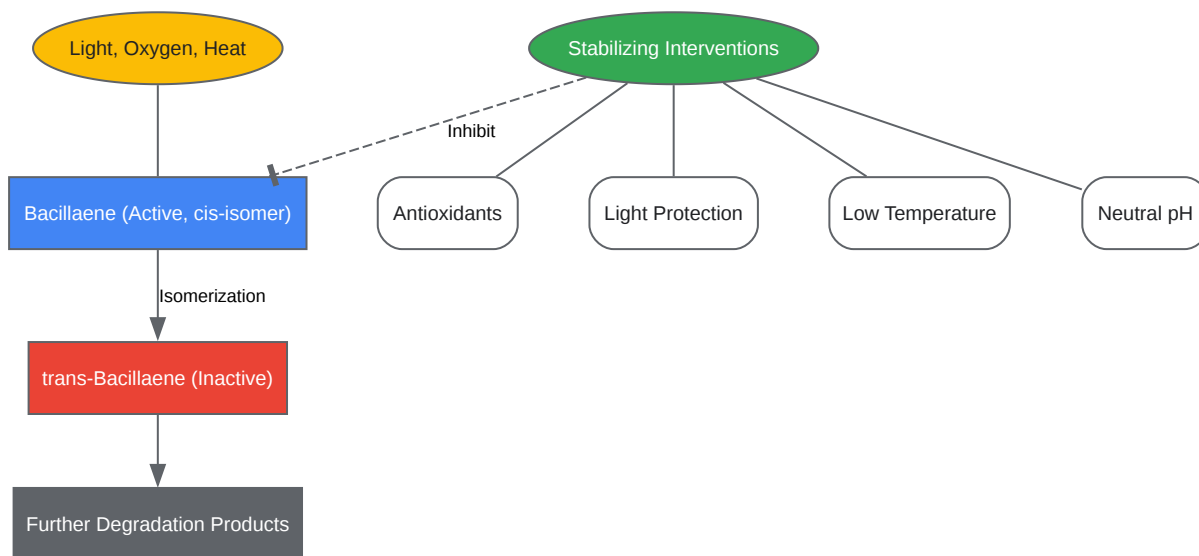 Light, Oxygen, Heat
Stabilizing Interventions
Inhibit
Bacillaene (Active, cis-isomer)
Antioxidants
Light Protection
Low Temperature
Neutral pH
Isomerization
trans-Bacillaene (Inactive)
Further Degradation Products